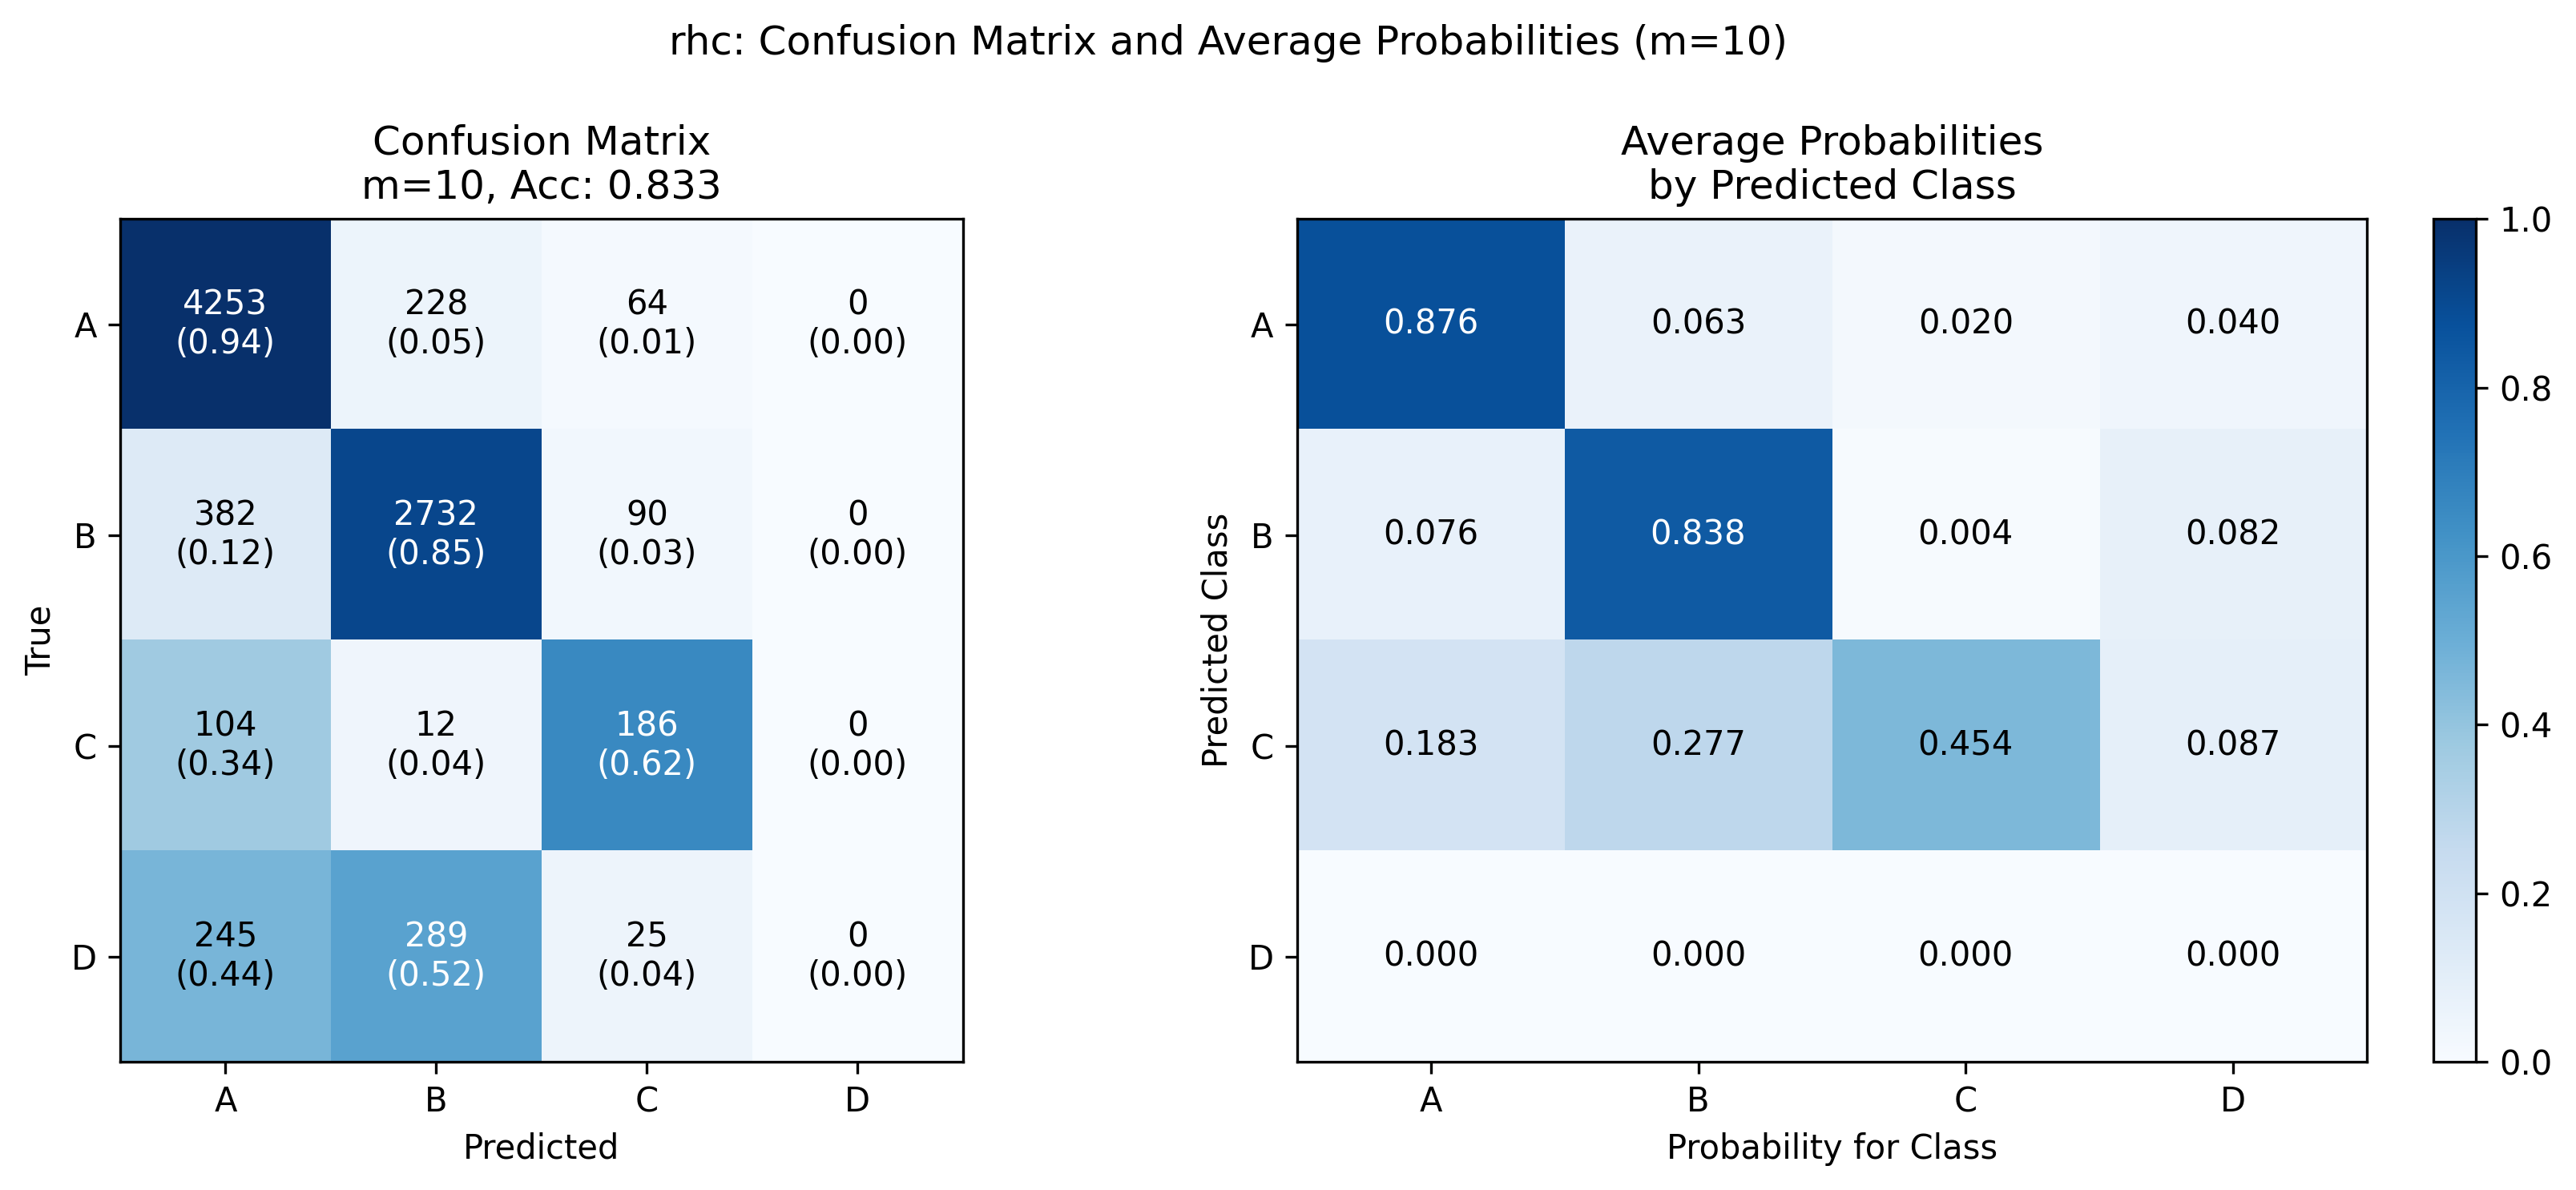 rhc: Confusion Matrix and Average Probabilities (m=10)
Confusion Matrix
m=10, Acc: 0.833
True
A
4253
(0.94)
228
(0.05)
64
(0.01)
0
(0.00)
B
382
(0.12)
2732
(0.85)
90
(0.03)
0
(0.00)
C
104
(0.34)
12
(0.04)
186
(0.62)
0
(0.00)
D
245
(0.44)
289
(0.52)
25
(0.04)
0
(0.00)
A B C D
Predicted
Average Probabilities
by Predicted Class
Predicted Class
A 0.876 0.063 0.020 0.040
B 0.076 0.838 0.004 0.082
C 0.183 0.277 0.454 0.087
D 0.000 0.000 0.000 0.000
A B C D
Probability for Class
1.0
0.8
0.6
0.4
0.2
0.0